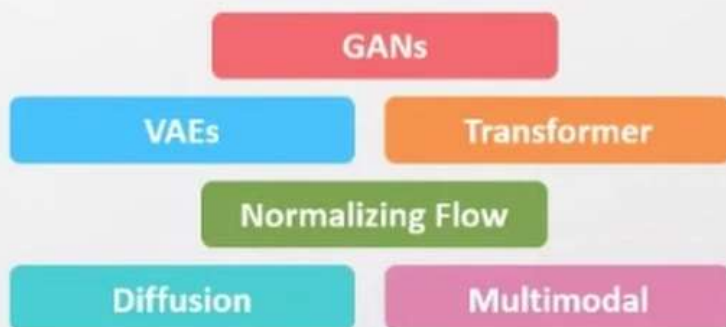 GANs
VAEs
Transformer
Normalizing Flow
Diffusion
Multimodal